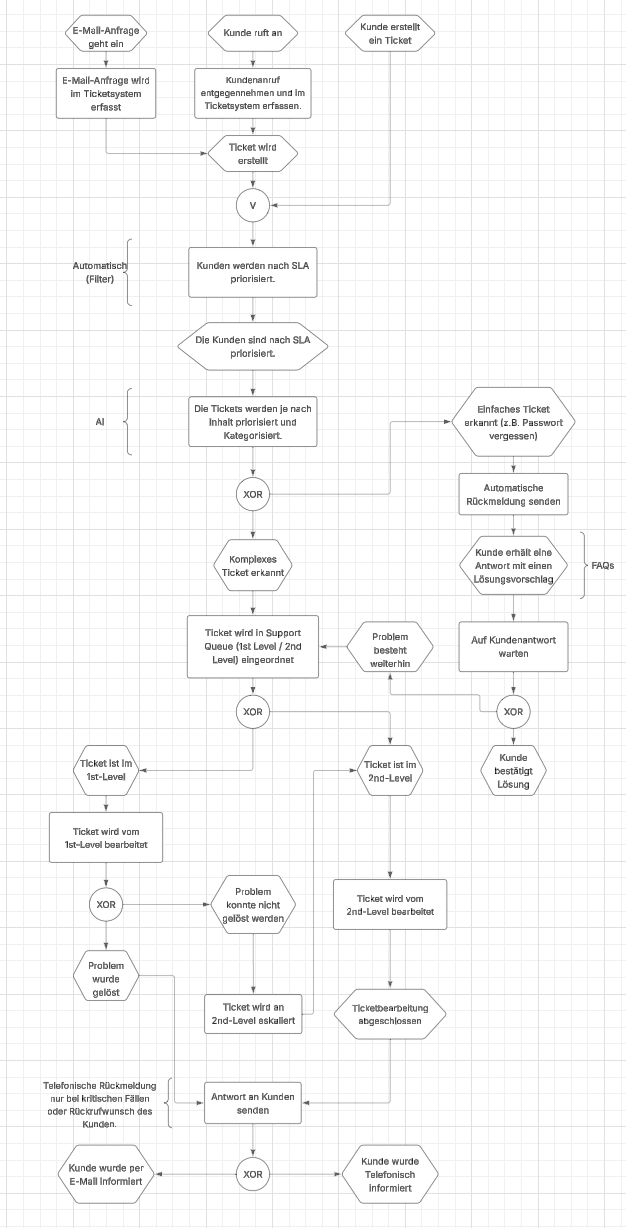 E-Mail-Anfrage
geht ein
Kunde ruft an
Kunde erstellt
ein Ticket
E-Mail-Anfrage wird
im Ticketsystem
erfasst
Kundenanruf
entgegennehmen und im
Ticketsystem erfassen.
Ticket wird
erstellt
V
Automatisch
(Filter)
Kunden werden nach SLA
priorisiert.
Die Kunden sind nach SLA
priorisiert.
AI
Die Tickets werden je nach
Inhalt priorisiert und
Kategorisiert.
Einfaches Ticket
erkannt (z.B. Passwort
vergessen)
XOR
Automatische
Rückmeldung senden
Komplexes
Ticket erkannt
Kunde erhält eine
Antwort mit einen
Lösungsvorschlag
FAQs
Ticket wird in Support
Queue (1st Level / 2nd
Level) eingeordnet
Problem
besteht
weiterhin
Auf Kundenantwort
warten
XOR
XOR
Ticket ist im
1st-Level
Ticket ist im
2nd-Level
Kunde
bestätigt
Lösung
Ticket wird vom
1st-Level bearbeitet
XOR
Problem
konnte nicht
gelöst werden
Ticket wird vom
2nd-Level bearbeitet
Problem
wurde
gelöst
Ticket wird an
2nd-Level eskaliert
Ticketbearbeitung
abgeschlossen
Telefonische Rückmeldung
nur bei kritischen Fällen
oder Rückrufwunsch des
Kunden.
Antwort an Kunden
senden
Kunde wurde per
E-Mail informiert
XOR
Kunde wurde
Telefonisch
informiert